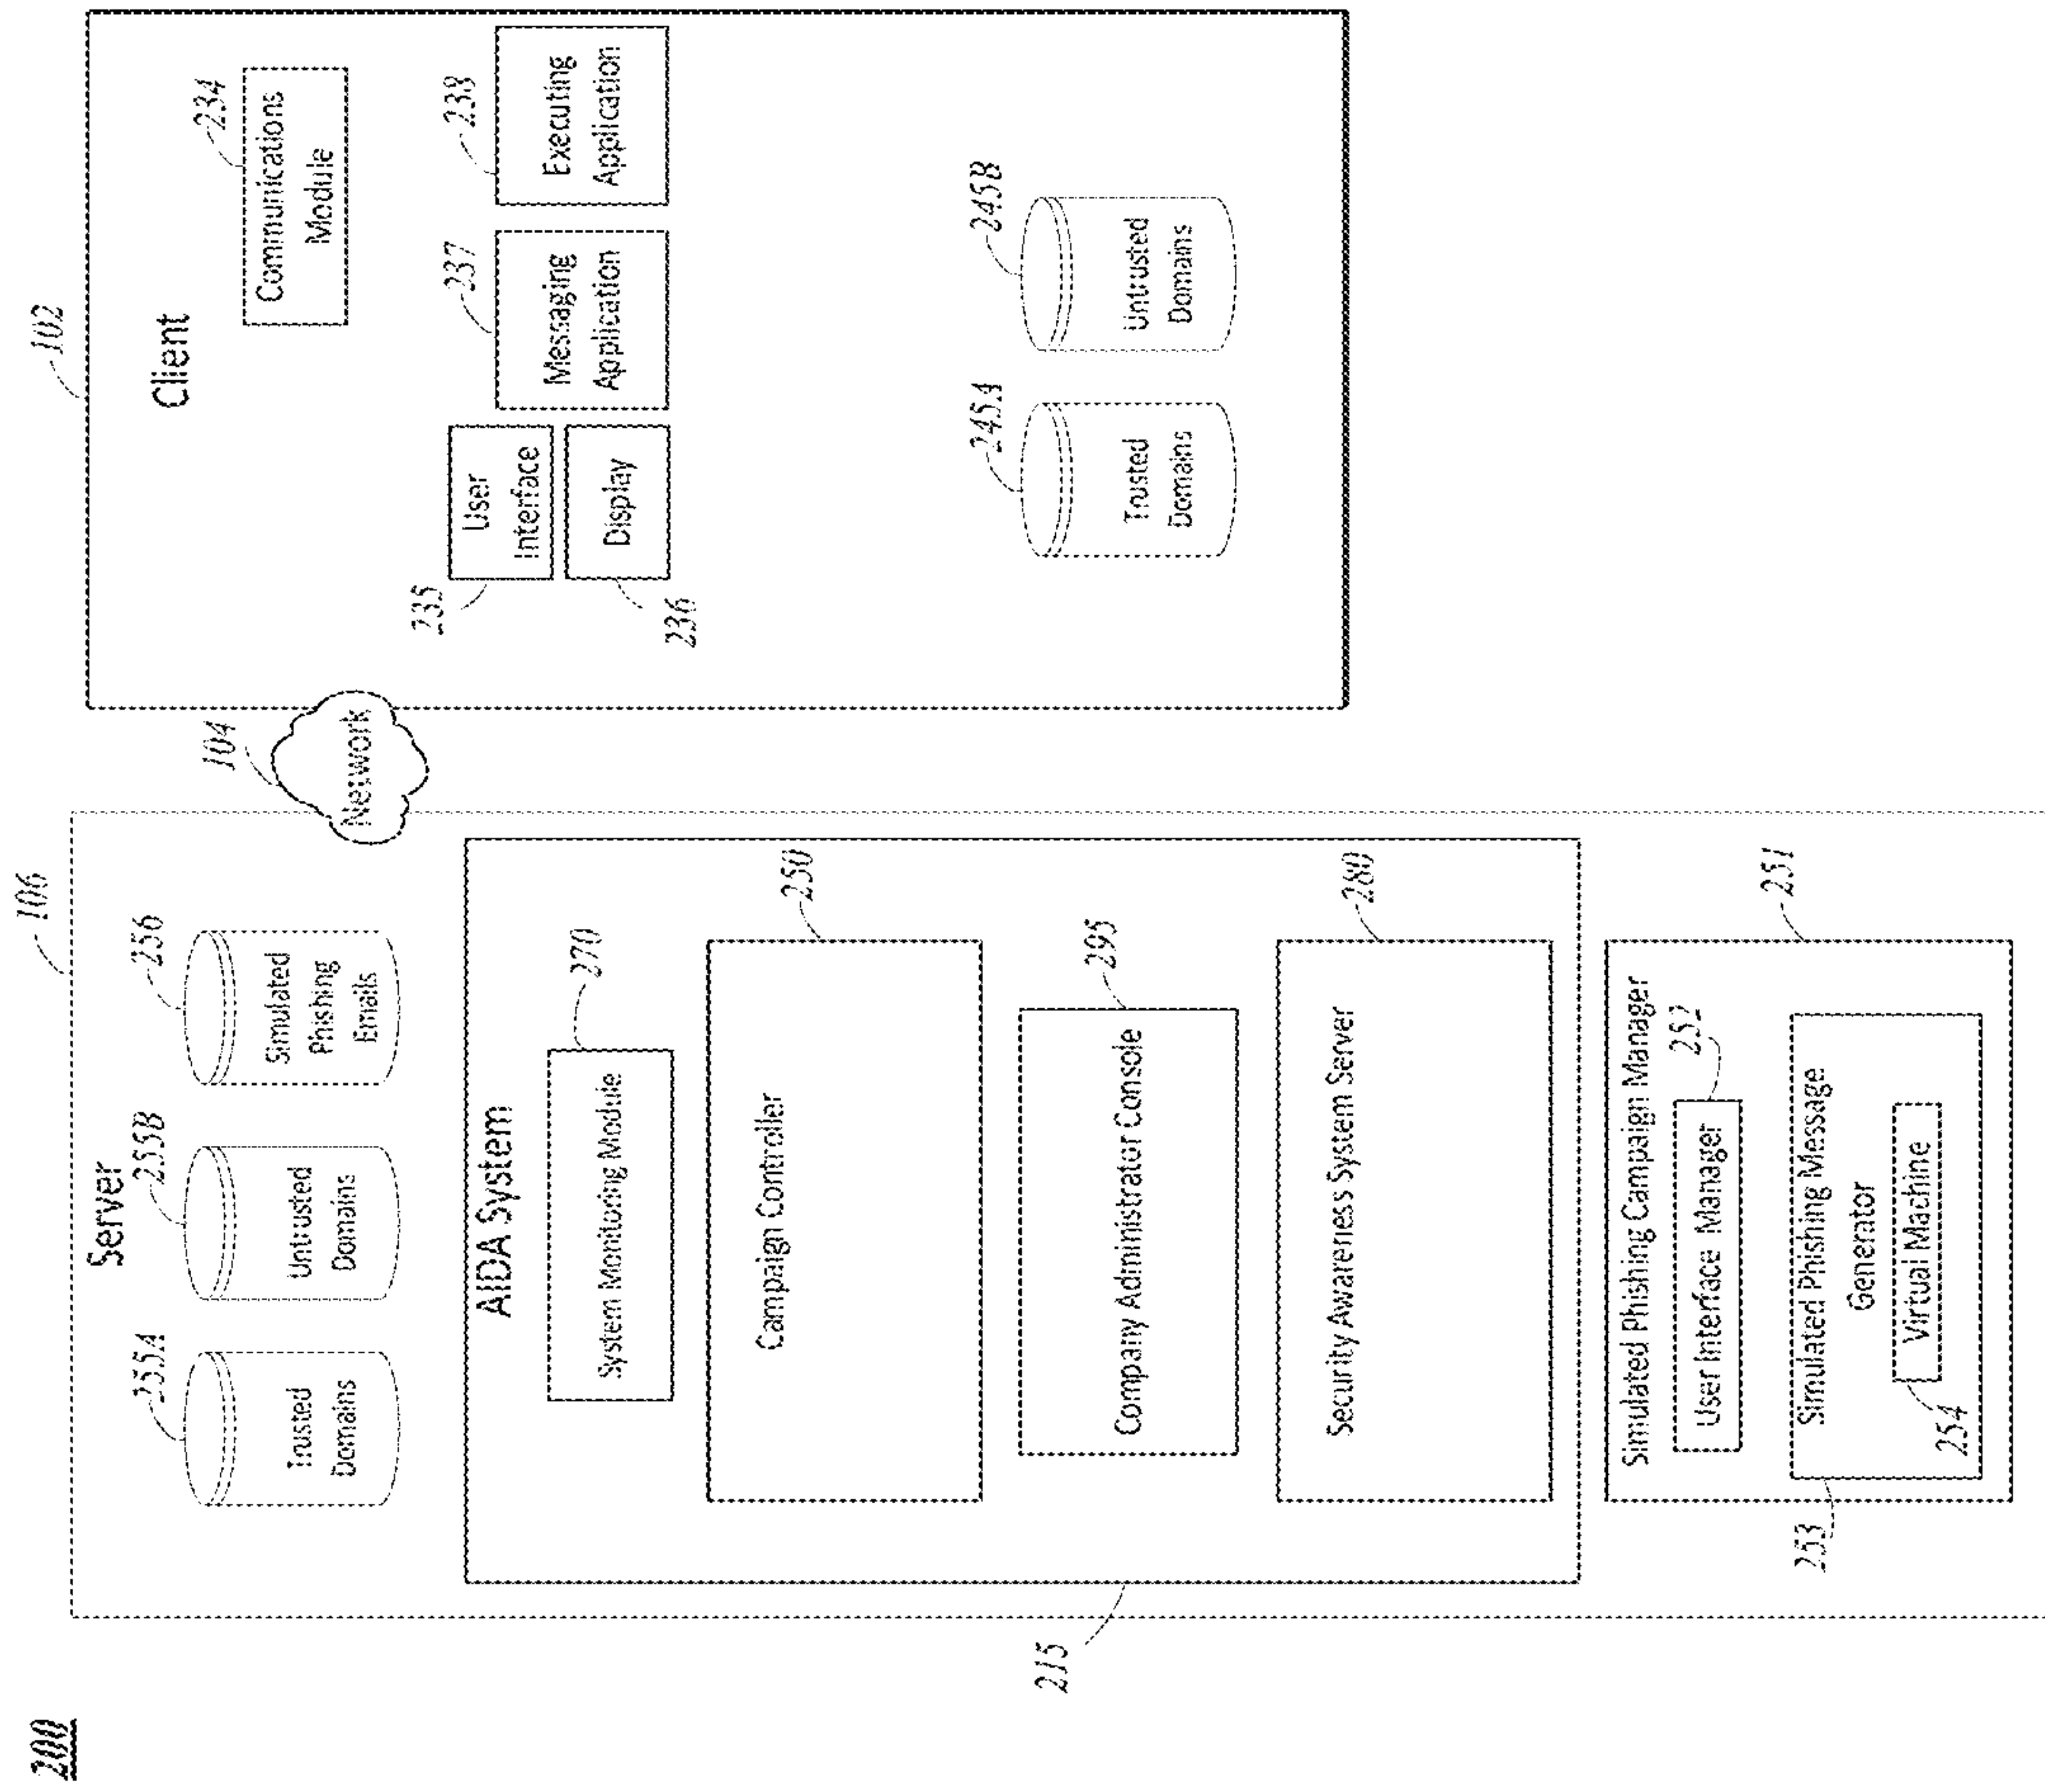 200
106
Server
255A
Trusted
Domains
255B
Untrusted
Domains
256
Simulated
Phishing
Emails
AIDA System
215
270
System Monitoring Module
250
Campaign Controller
295
Company Administrator Console
280
Security Awareness System Server
251
Simulated Phishing Campaign Manager
252
User Interface Manager
253
Simulated Phishing Message
Generator
Virtual Machine
254
104
Network
102
Client
234
Communications
Module
235
User
Interface
Display
236
237
Messaging
Application
238
Executing
Application
245A
Trusted
Domains
245B
Untrusted
Domains